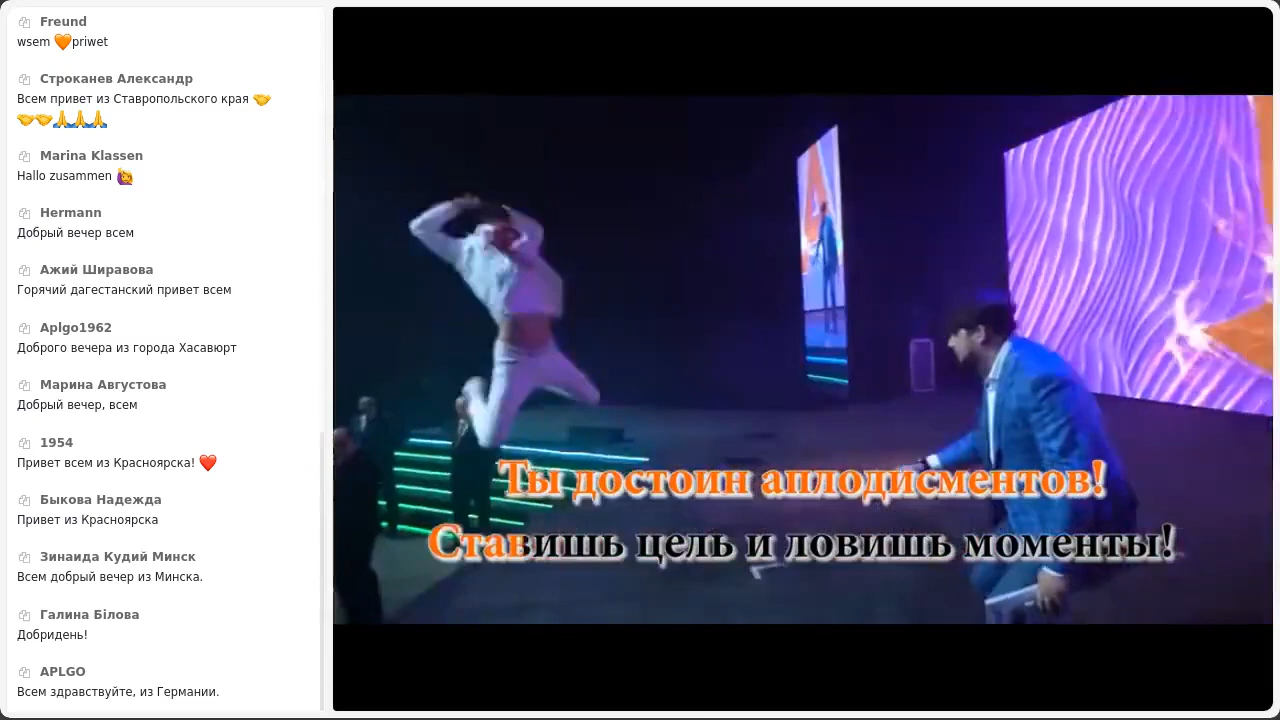 Freund
wsem 🧡priwet
Строканев Александр
Всем привет из Ставропольского края 🤝
🤝🤝🙏🙏🙏
Marina Klassen
Hallo zusammen 🙋
Hermann
Добрый вечер всем
Ажий Ширавова
Горячий дагестанский привет всем
Aplgo1962
Доброго вечера из города Хасавюрт
Марина Августова
Добрый вечер, всем
1954
Привет всем из Красноярска! ❤️
Быкова Надежда
Привет из Красноярска
Зинаида Кудий Минск
Всем добрый вечер из Минска.
Галина Білова
Добридень!
APLGO
Всем здравствуйте, из Германии.
Ты достоин аплодисментов!
Ставишь цель и ловишь моменты!